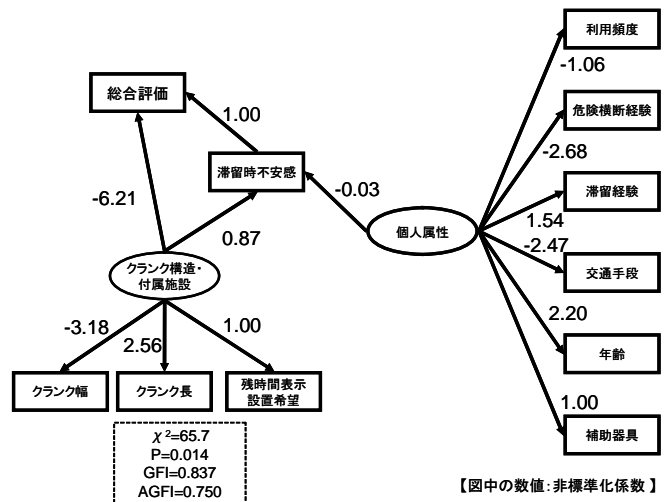 利用頻度
-1.06
総合評価
1.00
危険横断経験
-2.68
滞留時不安感
-0.03
滞留経験
1.54
-6.21
0.87
個人属性
-2.47
交通手段
クランク構造・
付属施設
2.20
年齢
-3.18
2.56
1.00
クランク幅
クランク長
残時間表示
設置希望
1.00
補助器具
χ²=65.7
P=0.014
GFI=0.837
AGFI=0.750
【図中の数値:非標準化係数】